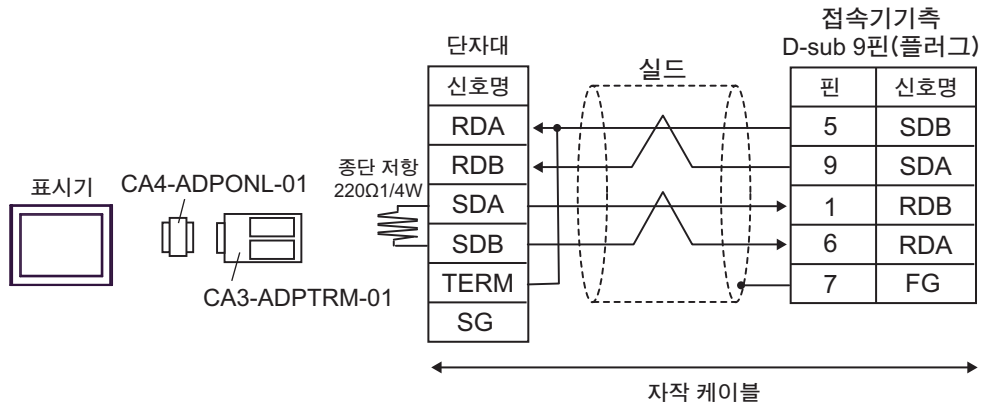 접속기기측
단자대
D-sub 9핀(플러그)
실드
신호명
핀
신호명
RDA
5
SDB
종단 저항
220Ω1/4W
RDB
9
SDA
표시기
CA4-ADPONL-01
SDA
1
RDB
SDB
6
RDA
CA3-ADPTRM-01
TERM
7
FG
SG
자작 케이블